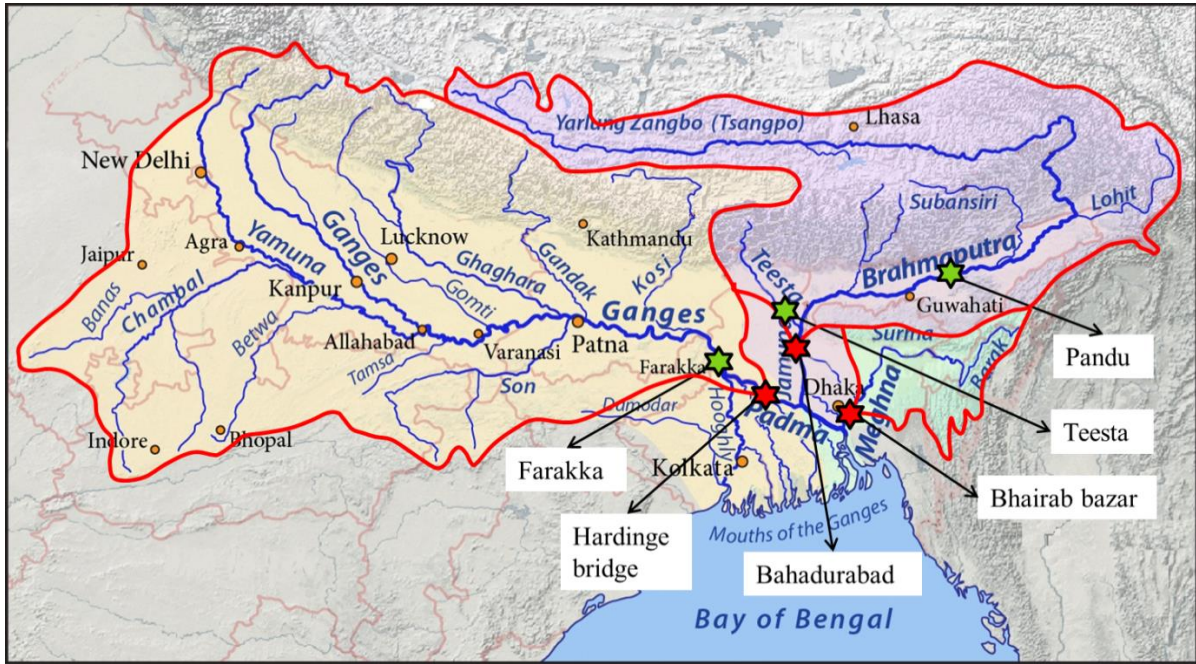 Yarlung Zangbo (Tsangpo)
Lhasa
New Delhi
Subansiri
Lohit
Agra
Yamuna
Ganges
Lucknow
Kathmandu
Teesta
Brahmaputra
Jaipur
Banas
Chambal
Kanpur
Gomti
Ghaghara
Gandak
Kosi
Ganges
Guwahati
Betwa
Allahabad
Varanasi
Patna
Surma
Barak
Pandu
Tamsa
Son
Farakka
Dhaka
Meghna
Damodar
Hooghly
Padma
Teesta
Indore
Bhopal
Farakka
Kolkata
Bhairab bazar
Mouths of the Ganges
Hardinge
bridge
Bahadurabad
Bay of Bengal